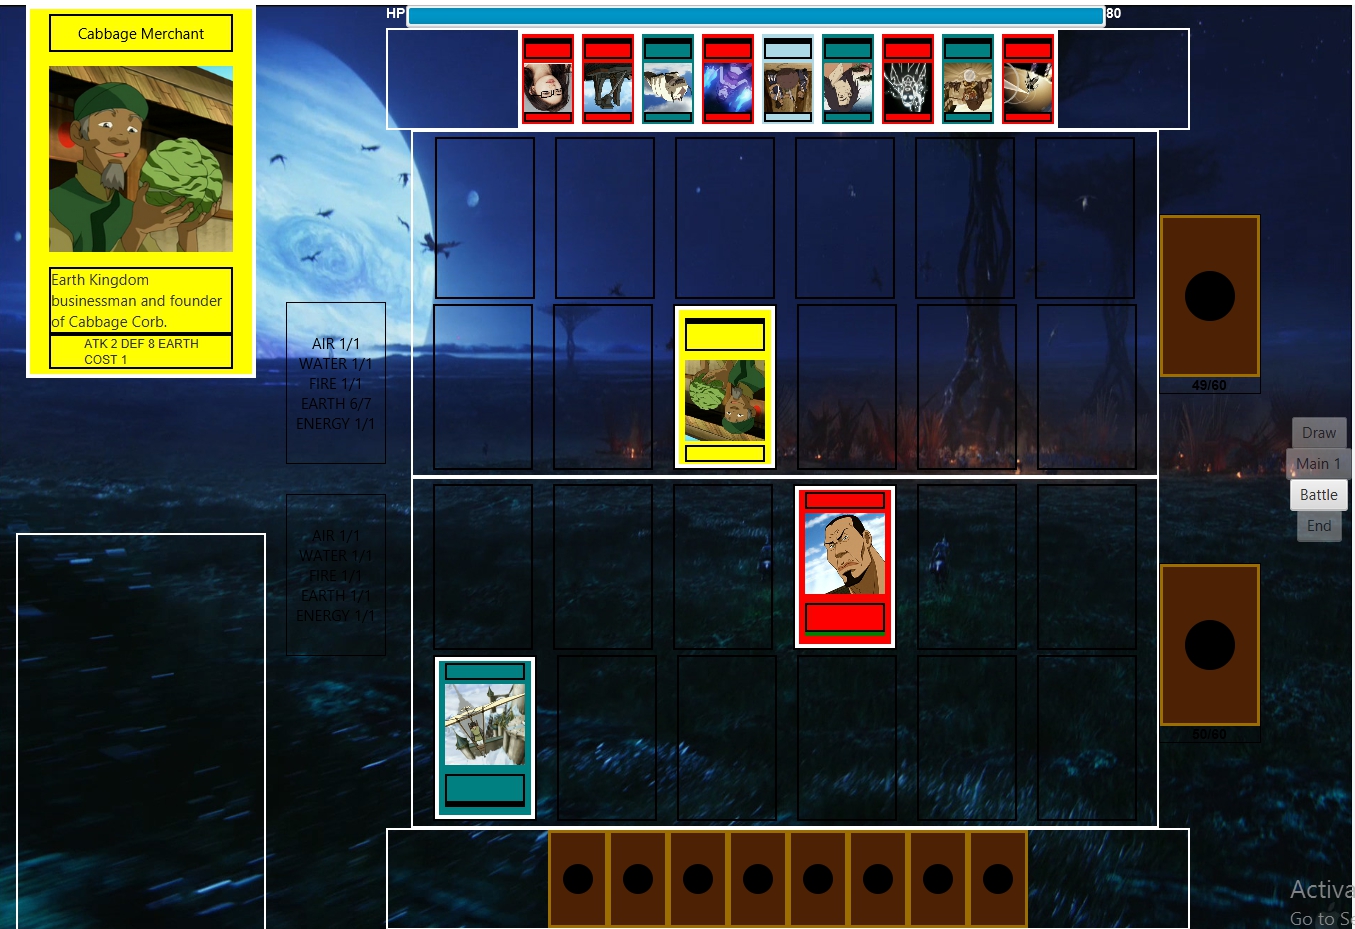 HP 80
Cabbage Merchant
Earth Kingdom
businessman and founder
of Cabbage Corb.
ATK 2 DEF 8 EARTH
COST 1
AIR 1/1
WATER 1/1
FIRE 1/1
EARTH 6/7
ENERGY 1/1
49/60
Draw
Main 1
Battle
End
AIR 1/1
WATER 1/1
FIRE 1/1
EARTH 1/1
ENERGY 1/1
50/60
Activa
Go to Se